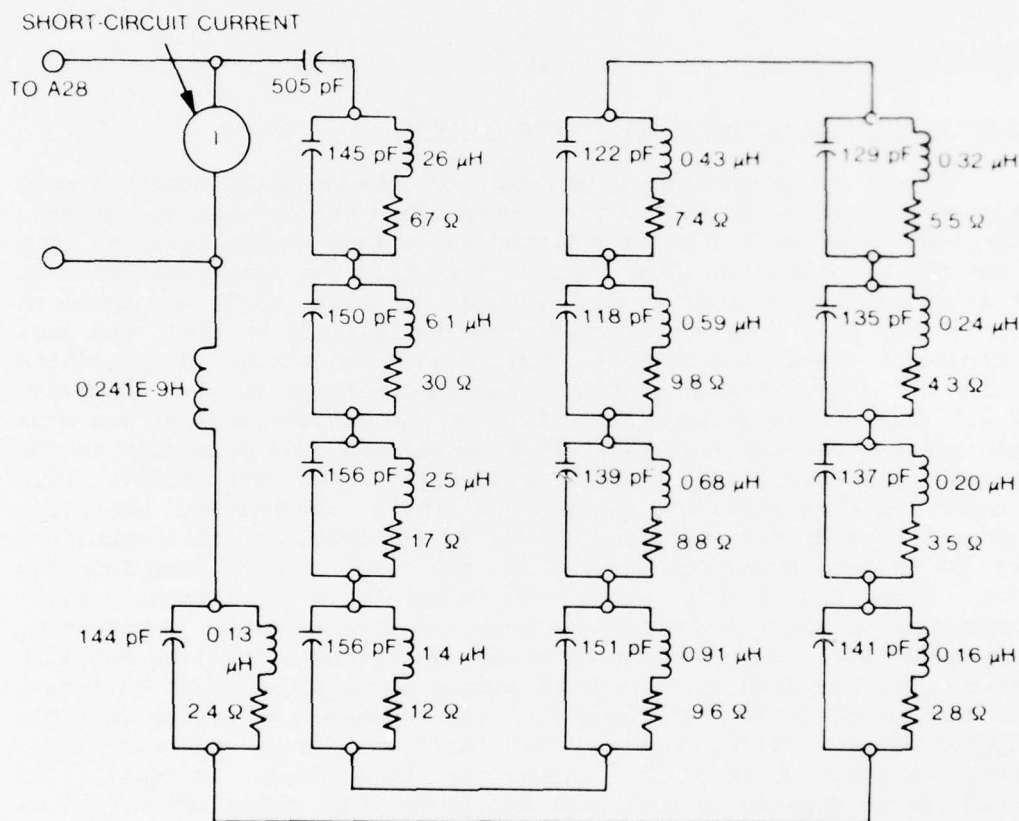 SHORT-CIRCUIT CURRENT
TO A28
505 pF
I
0.241E-9H
145 pF
26 µH
67 Ω
150 pF
6.1 µH
30 Ω
156 pF
2.5 µH
17 Ω
156 pF
1.4 µH
12 Ω
122 pF
0.43 µH
7.4 Ω
118 pF
0.59 µH
9.8 Ω
139 pF
0.68 µH
8.8 Ω
151 pF
0.91 µH
9.6 Ω
129 pF
0.32 µH
5.5 Ω
135 pF
0.24 µH
4.3 Ω
137 pF
0.20 µH
3.5 Ω
141 pF
0.16 µH
2.8 Ω
144 pF
0.13
µH
2.4 Ω